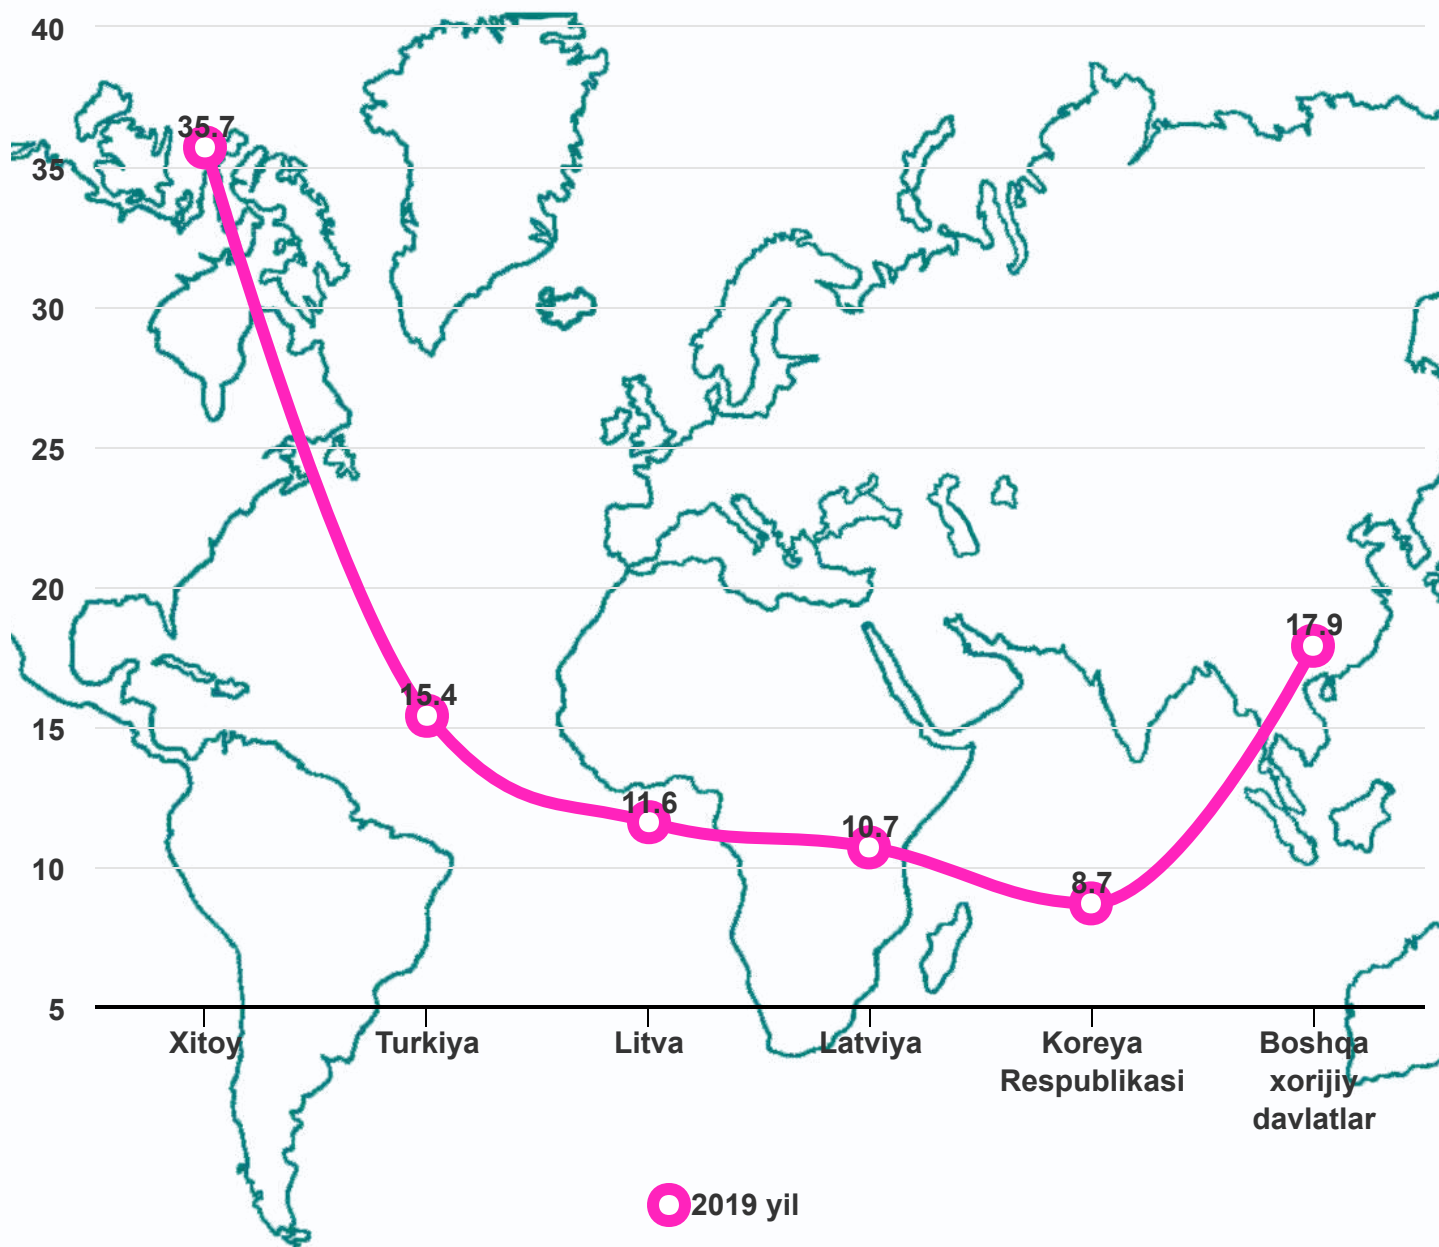 40
35
30
25
20
15
10
5
35.7
15.4
11.6
10.7
8.7
17.9
Xitoy
Turkiya
Litva
Latviya
Koreya
Respublikasi
Boshqa
xorijiy
davlatlar
2019 yil